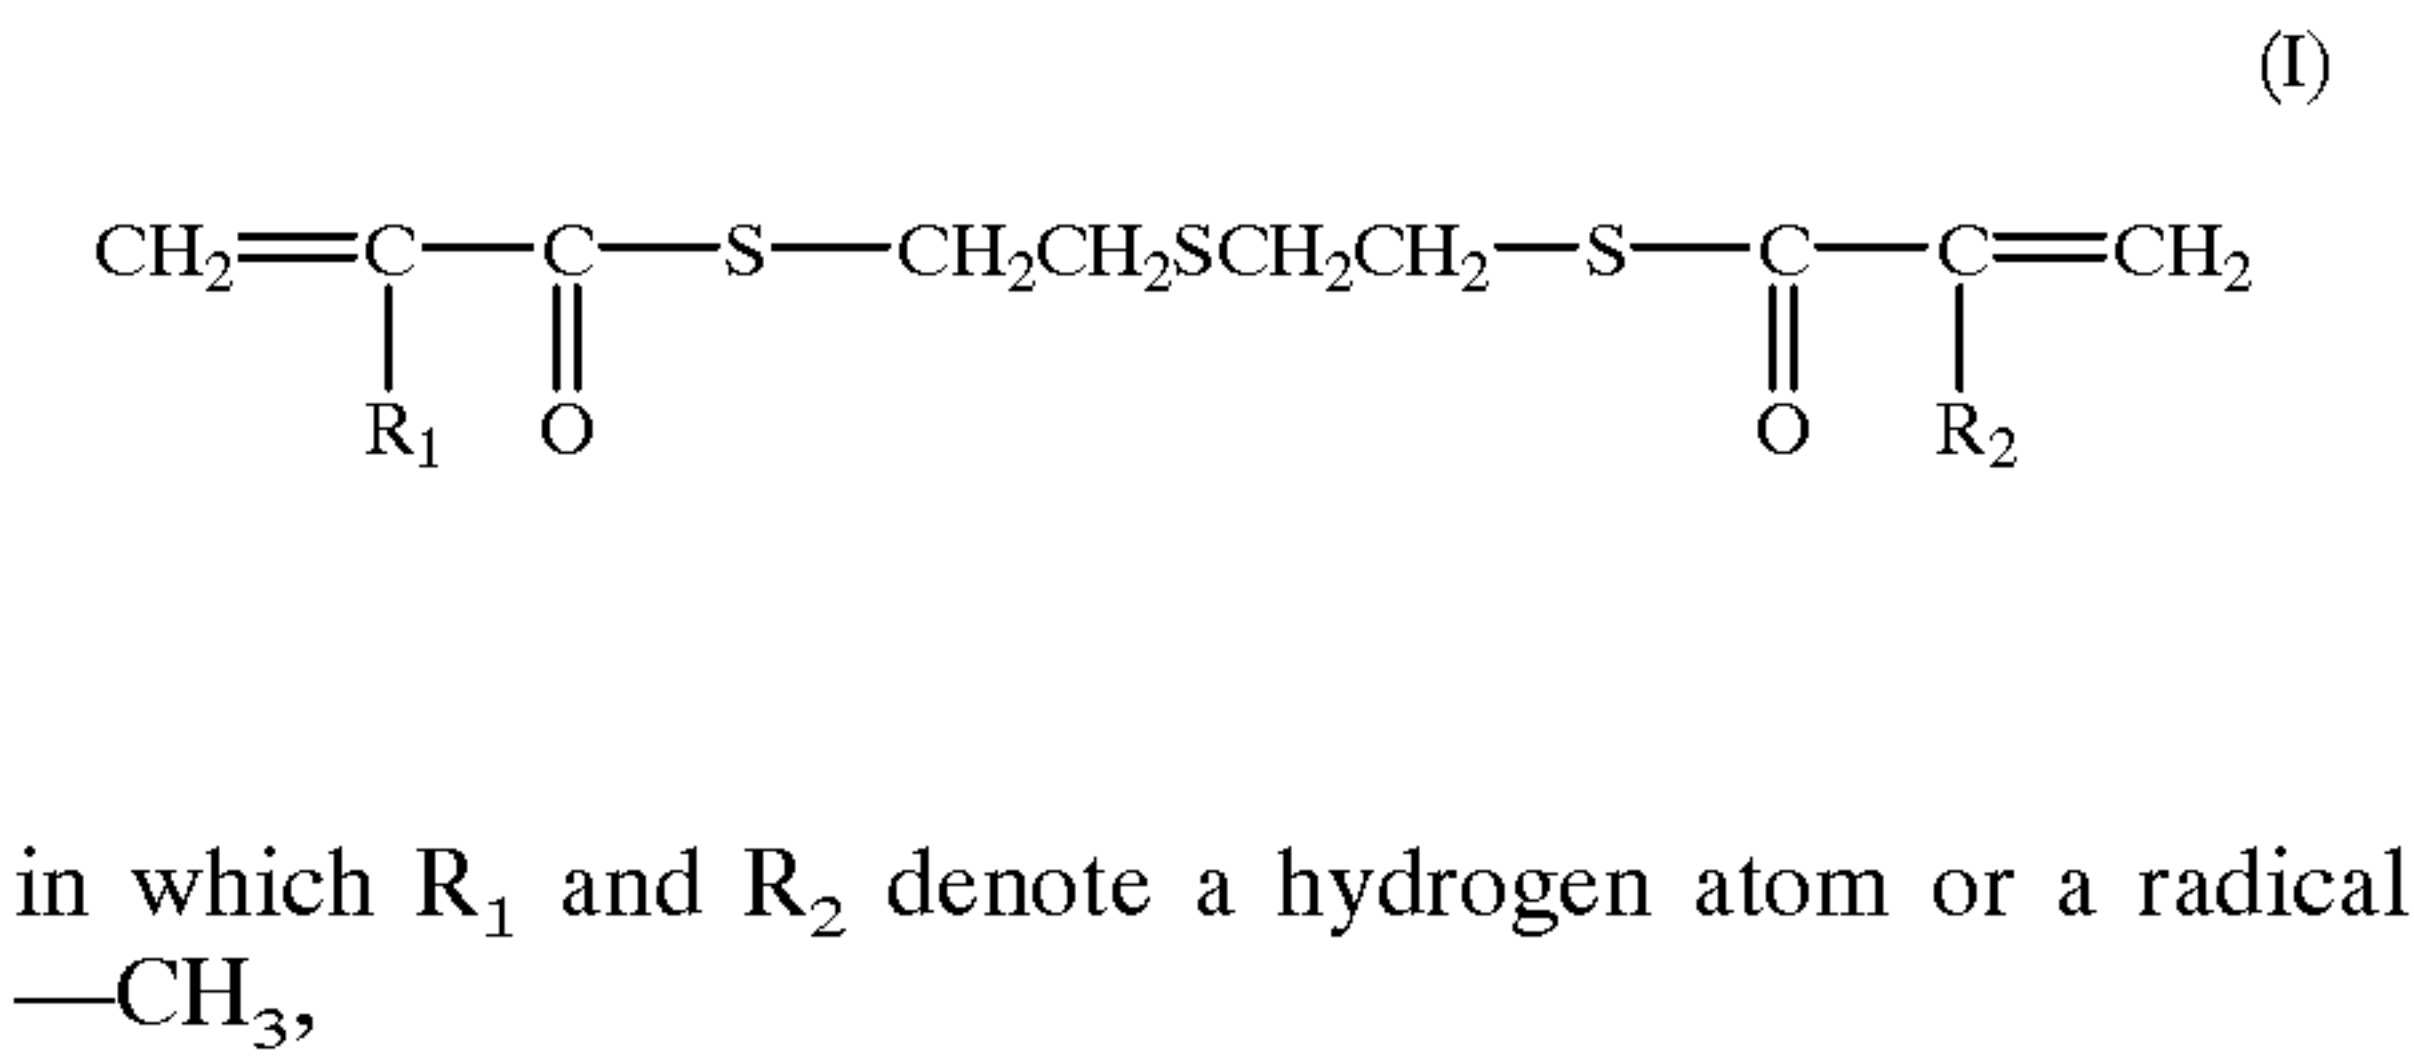 (I)
CH₂=C—C—S—CH₂CH₂SCH₂CH₂—S—C—C=CH₂
R₁ O O R₂
in which R₁ and R₂ denote a hydrogen atom or a radical
—CH₃,